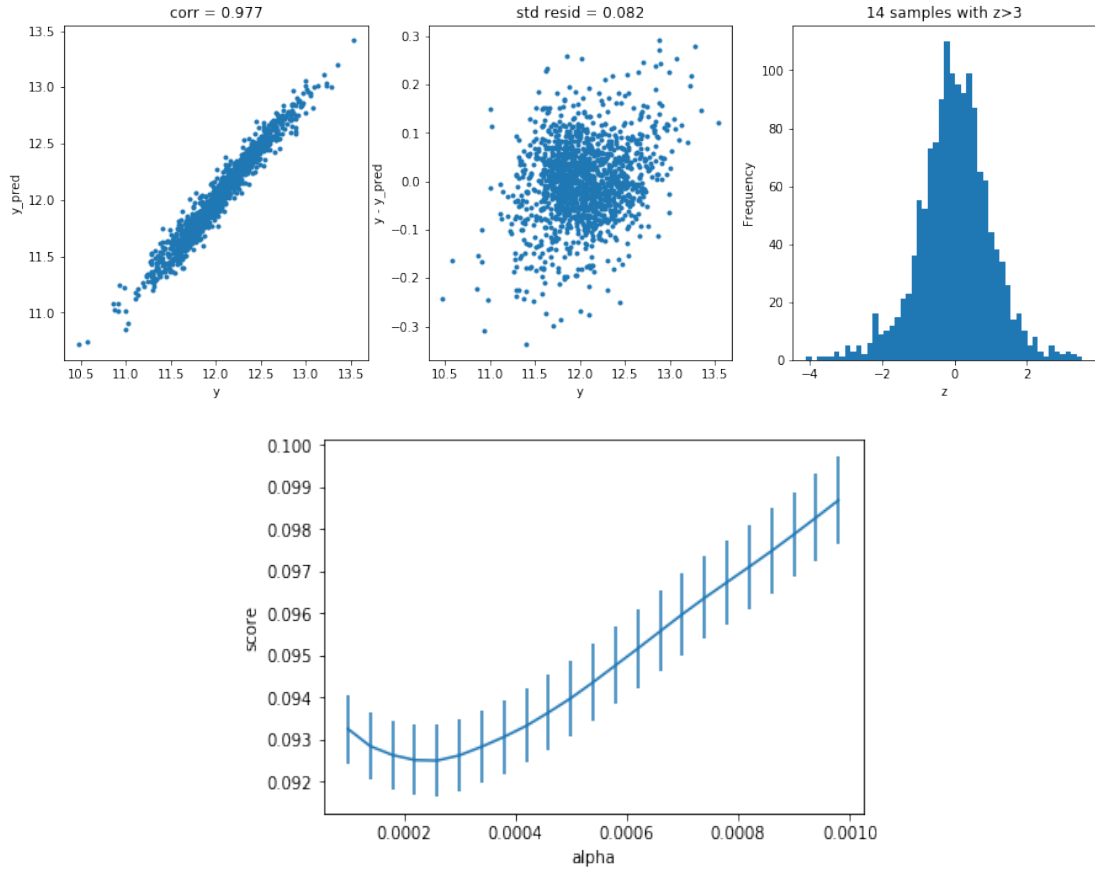 corr = 0.977
13.5
13.0
12.5
12.0
11.5
11.0
y_pred
10.5 11.0 11.5 12.0 12.5 13.0 13.5
y
std resid = 0.082
0.3
0.2
0.1
0.0
−0.1
−0.2
−0.3
y - y_pred
10.5 11.0 11.5 12.0 12.5 13.0 13.5
y
14 samples with z>3
100
80
60
40
20
0
Frequency
−4 −2 0 2
z
0.100
0.099
0.098
0.097
0.096
0.095
0.094
0.093
0.092
score
0.0002 0.0004 0.0006 0.0008 0.0010
alpha